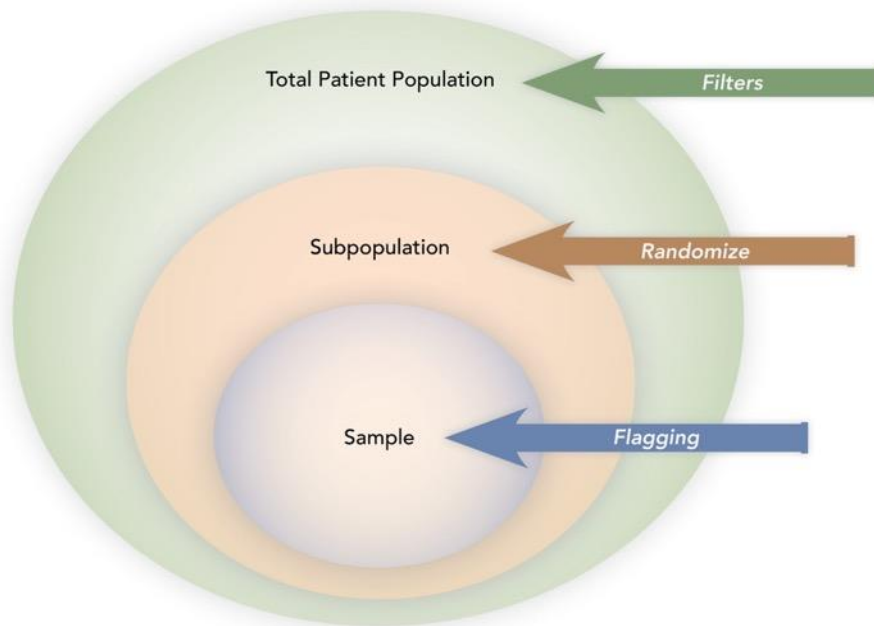 Total Patient Population
Filters
Subpopulation
Randomize
Sample
Flagging